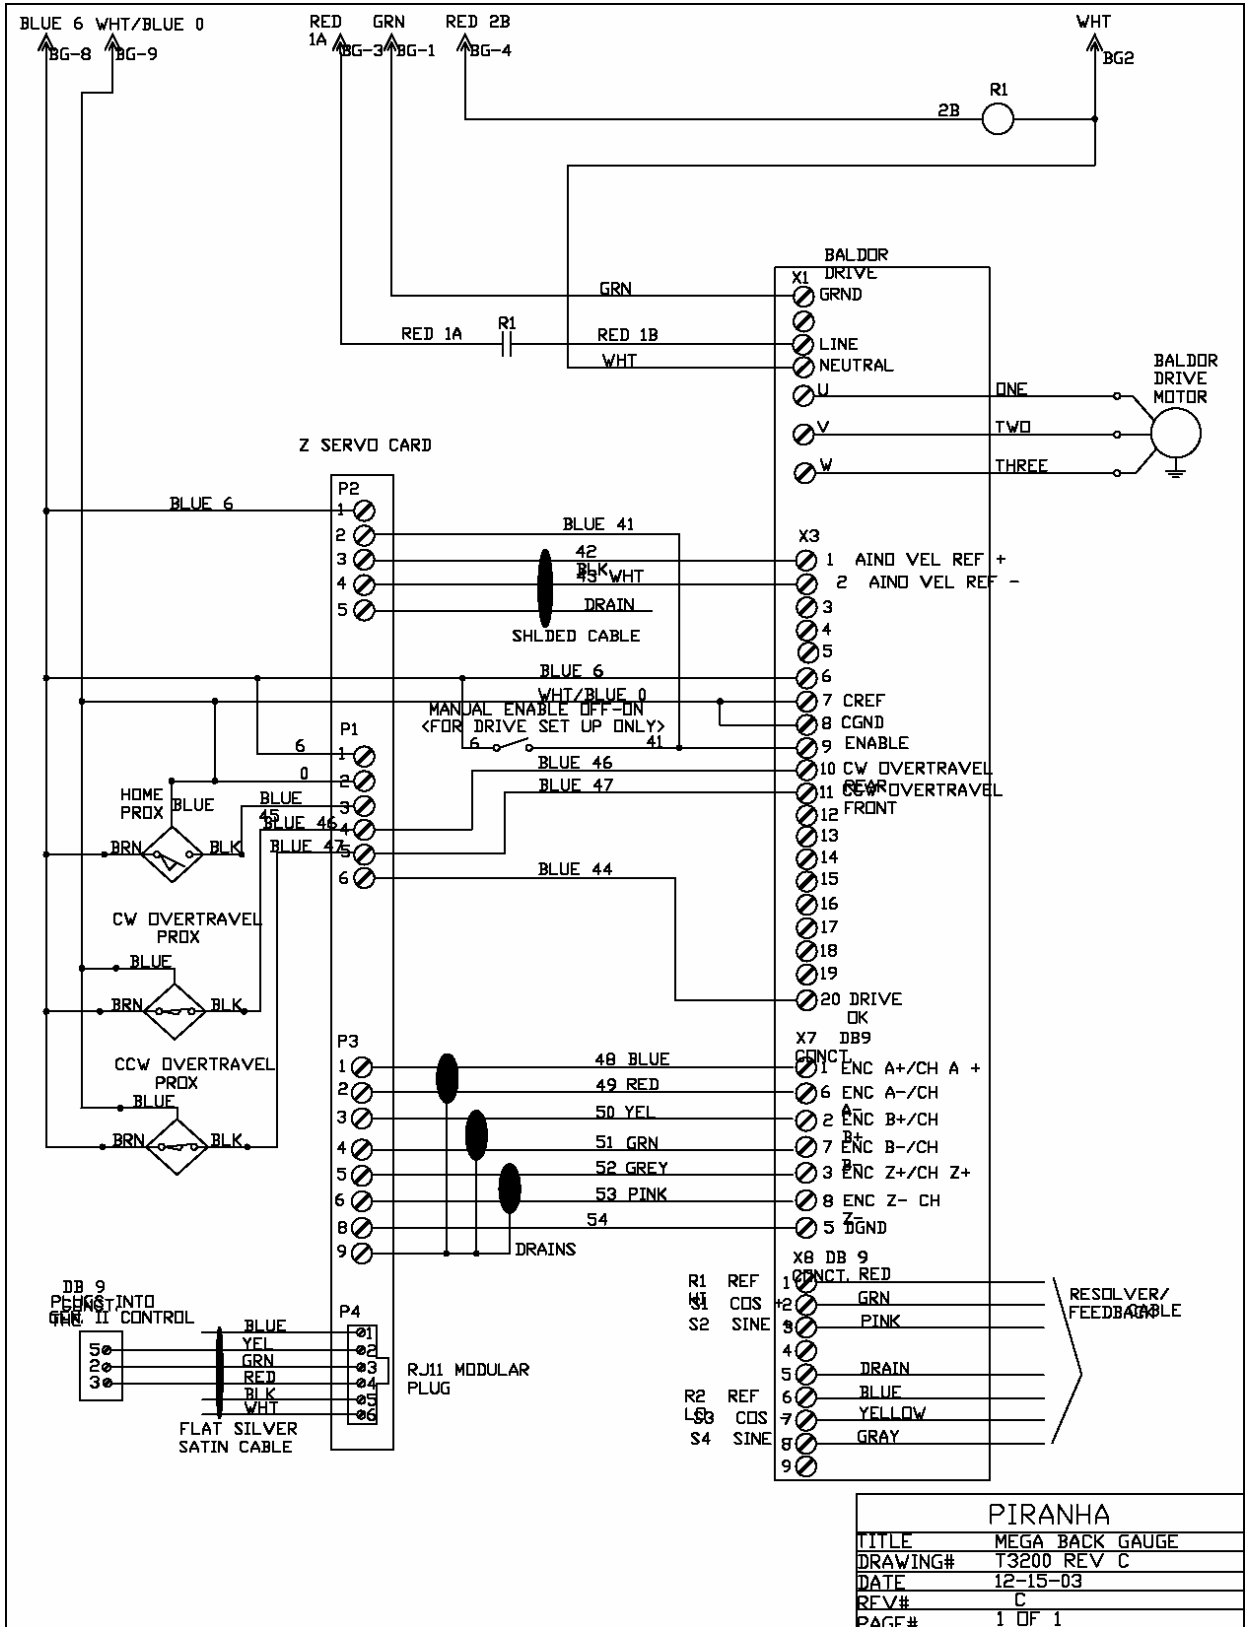 BLUE 6 WHT/BLUE 0
RED 1A
GRN
RED 2B
WHT
BG-8
BG-9
BG-3
BG-1
BG-4
BG2
R1
2B
BALDOR DRIVE
X1
GRN
GRND
RED 1A
R1
RED 1B
LINE
WHT
NEUTRAL
U
ONE
V
TWO
W
THREE
BALDOR
DRIVE
MOTOR
Z SERVO CARD
P2
BLUE 6
1
2
BLUE 41
3
42
BLK
4
43 WHT
5
DRAIN
SHLDED CABLE
X3
1 AINO VEL REF +
2 AINO VEL REF -
3
4
5
BLUE 6
6
WHT/BLUE 0
7 CREF
MANUAL ENABLE OFF-ON
<FOR DRIVE SET UP ONLY>
8 CGND
6
41
9 ENABLE
P1
6
1
0
2
BLUE 46
10 CW OVERTRAVEL
REAR
BLUE 47
11 CCW OVERTRAVEL
FRONT
HOME
PROX
BLUE
BLUE
45
3
BLUE 46
4
BLUE 47
5
BRN
BLK
6
BLUE 44
12
13
14
15
16
17
18
19
20 DRIVE
OK
CW OVERTRAVEL
PROX
BLUE
BRN
BLK
CCW OVERTRAVEL
PROX
BLUE
BRN
BLK
P3
X7 DB9
CONCT.
1
48 BLUE
1 ENC A+/CH A +
2
49 RED
6 ENC A-/CH
A-
3
50 YEL
2 ENC B+/CH
B+
4
51 GRN
7 ENC B-/CH
B-
5
52 GREY
3 ENC Z+/CH Z+
6
53 PINK
8 ENC Z- CH
Z-
8
54
5 DGND
9
DRAINS
X8 DB 9
CONCT.
R1 REF
HI
1
RED
S1 COS +
2
GRN
S2 SINE +
3
PINK
4
5
DRAIN
R2 REF
LO
6
BLUE
S3 COS -
7
YELLOW
S4 SINE -
8
GRAY
9
RESOLVER/
FEEDBACK
CABLE
DB 9
CONCT.
PLUGS INTO
THE
GEN II CONTROL
5
2
3
P4
BLUE
1
YEL
2
GRN
3
RED
4
BLK
5
WHT
6
RJ11 MODULAR
PLUG
FLAT SILVER
SATIN CABLE
PIRANHA
TITLE MEGA BACK GAUGE
DRAWING# T3200 REV C
DATE 12-15-03
REV# C
PAGE# 1 OF 1